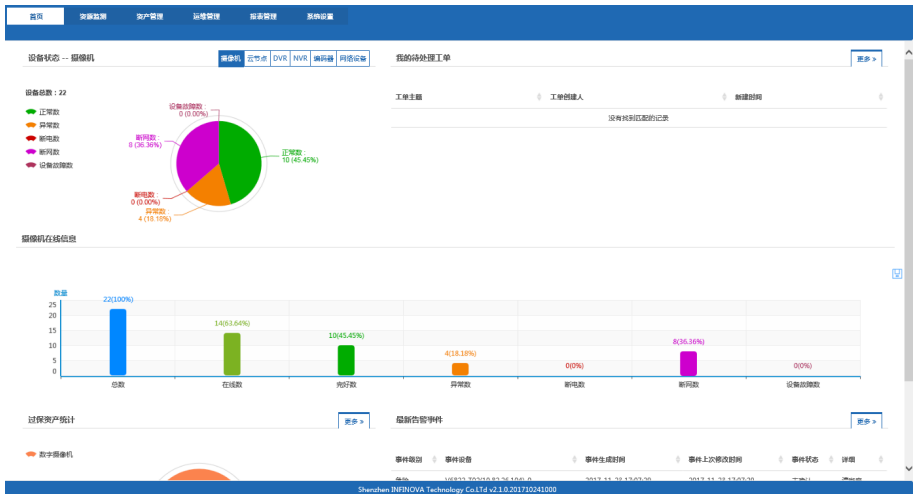 首页 资源监测 资产管理 运维管理 报表管理 系统设置
设备状态 -- 摄像机
摄像机 云节点 DVR NVR 编码器 网络设备
设备总数：22
正常数
异常数
断电数
断网数
设备故障数
设备故障数 :
0 (0.00%)
断网数 :
8 (36.36%)
正常数 :
10 (45.45%)
断电数 :
0 (0.00%)
异常数 :
4 (18.18%)
我的待处理工单
更多 »
工单主题 工单创建人 新建时间
没有找到匹配的记录
摄像机在线信息
数量
25
20
15
10
5
0
22(100%)
14(63.64%)
10(45.45%)
4(18.18%)
0(0%)
8(36.36%)
0(0%)
总数 在线数 完好数 异常数 断电数 断网数 设备故障数
过保资产统计
更多 »
数字摄像机
最新告警事件
更多 »
事件级别 事件设备 事件生成时间 事件上次修改时间 事件状态 详细
Shenzhen INFINOVA Technology Co.LTd v2.1.0.201710241000